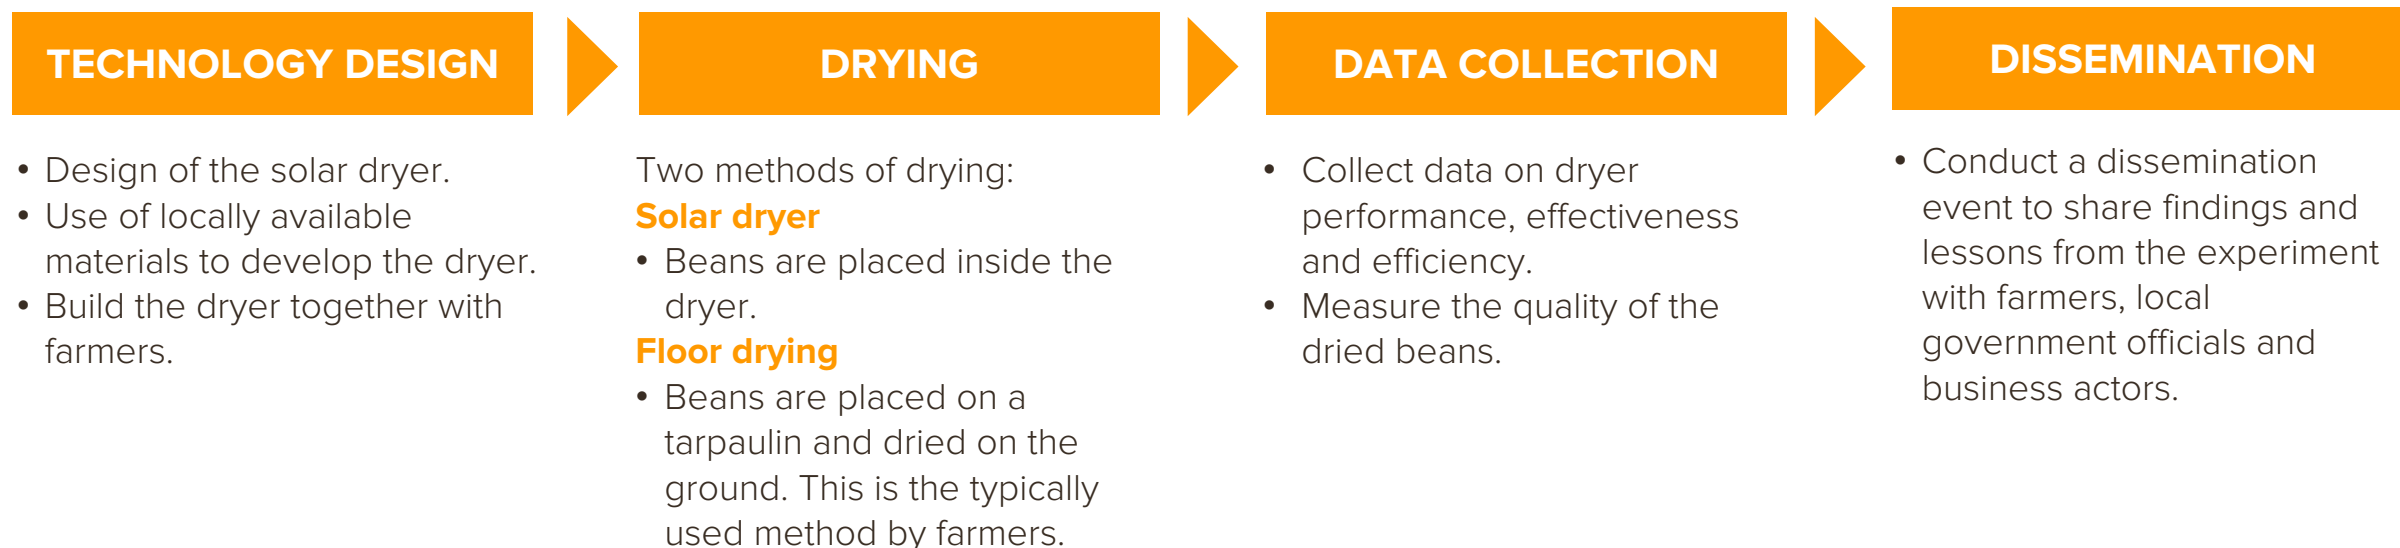 TECHNOLOGY DESIGN
• Design of the solar dryer.
• Use of locally available
materials to develop the dryer.
• Build the dryer together with
farmers.
DRYING
Two methods of drying:
Solar dryer
• Beans are placed inside the
dryer.
Floor drying
• Beans are placed on a
tarpaulin and dried on the
ground. This is the typically
used method by farmers.
DATA COLLECTION
• Collect data on dryer
performance, effectiveness
and efficiency.
• Measure the quality of the
dried beans.
DISSEMINATION
• Conduct a dissemination
event to share findings and
lessons from the experiment
with farmers, local
government officials and
business actors.